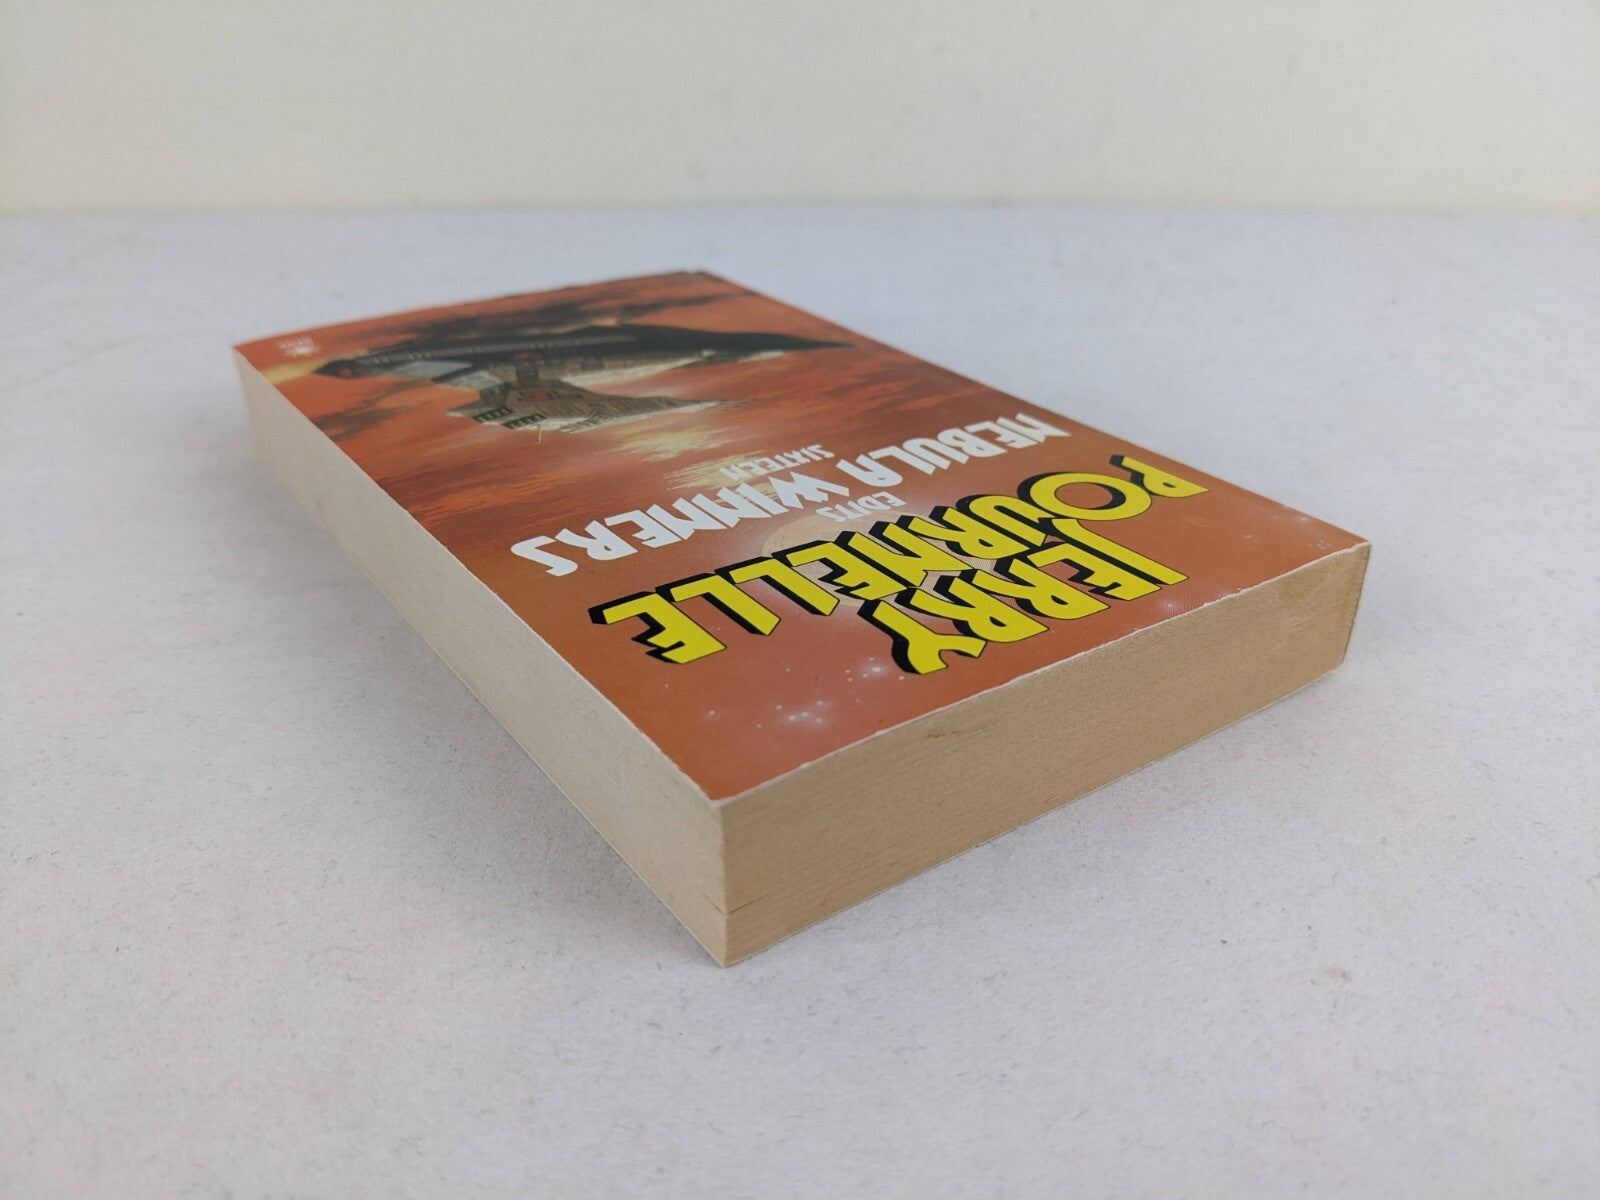 JERRY
POURNELLE
EDITS
NEBULA WINNERS
SIXTEEN